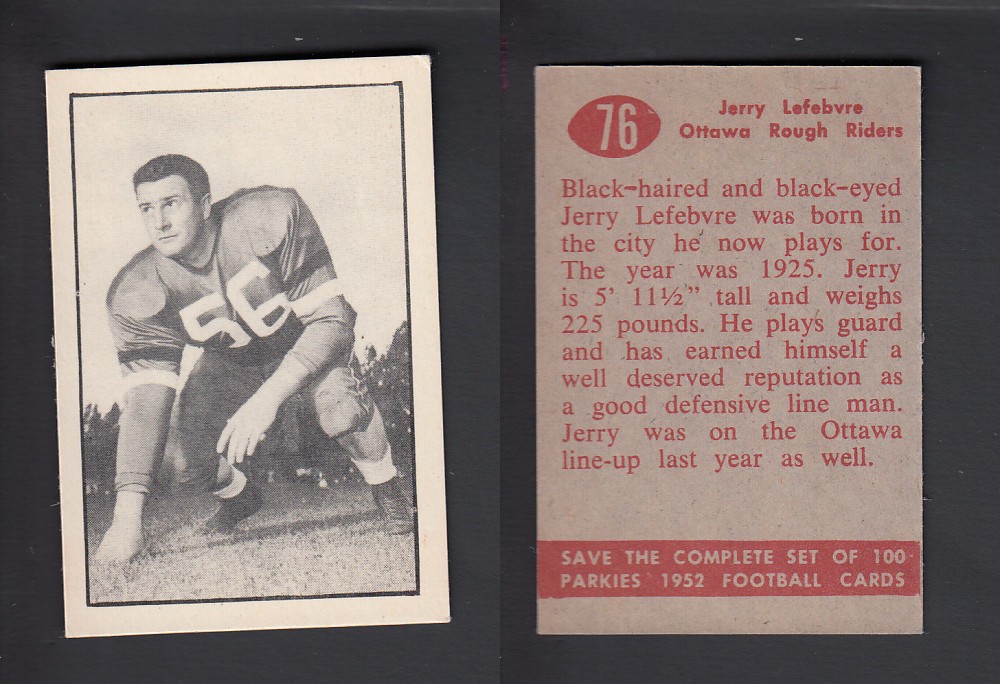 56
76
Jerry Lefebvre
Ottawa Rough Riders
Black-haired and black-eyed
Jerry Lefebvre was born in
the city he now plays for.
The year was 1925. Jerry
is 5' 11½" tall and weighs
225 pounds. He plays guard
and has earned himself a
well deserved reputation as
a good defensive line man.
Jerry was on the Ottawa
line-up last year as well.
SAVE THE COMPLETE SET OF 100
PARKIES 1952 FOOTBALL CARDS